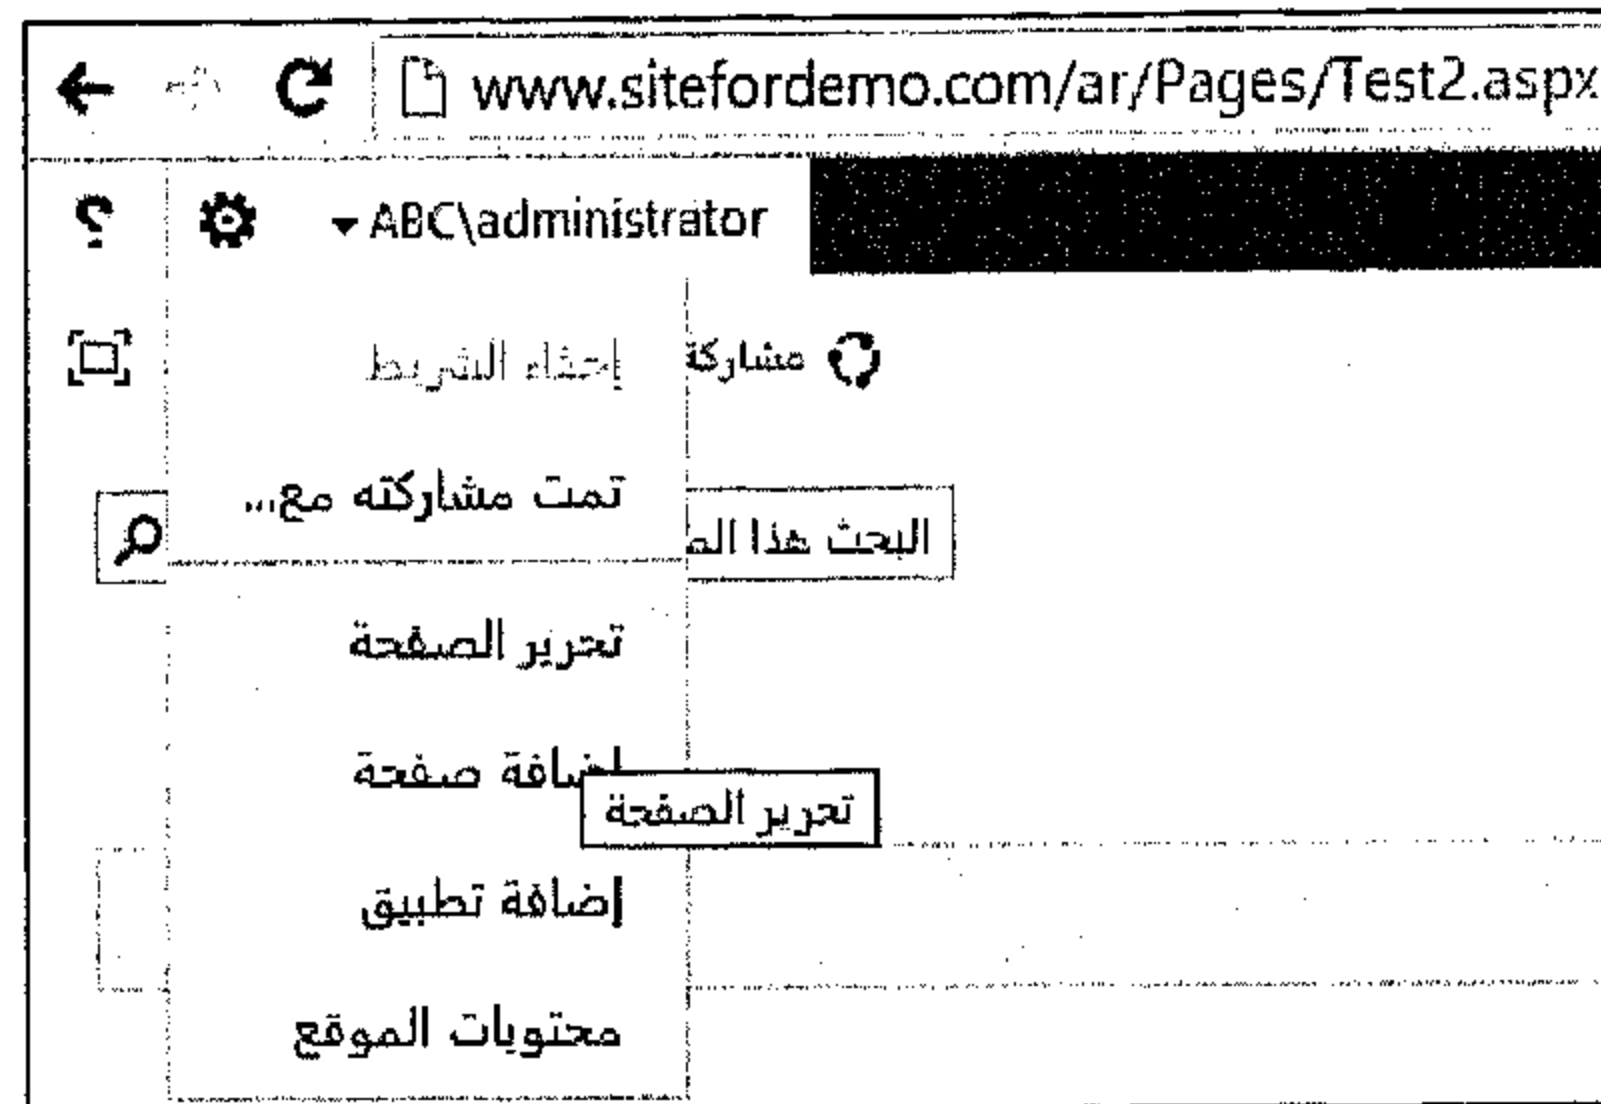 www.sitefordemo.com/ar/Pages/Test2.aspx
ABC\administrator
إخفاء الشريط
مشاركة
تمت مشاركته مع...
البحث هذا الم
تحرير الصفحة
إضافة صفحة
تحرير الصفحة
إضافة تطبيق
محتويات الموقع